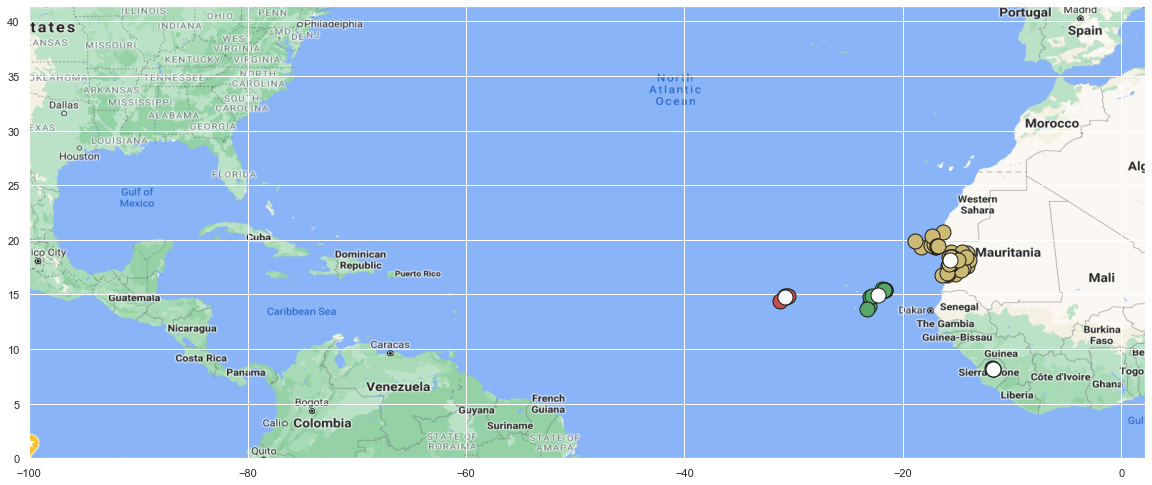 ILLINOIS
OHIO
PENN
Philadelphia
INDIANA
tates
MD
DE
NJ
WEST
VIRGINIA
KANSAS
MISSOURI
KENTUCKY
VIRGINIA
OKLAHOMA
TENNESSEE
NORTH
CAROLINA
ARKANSAS
MISSISSIPPI
SOUTH
CAROLINA
Dallas
ALABAMA
GEORGIA
EXAS
LOUISIANA
Houston
FLORIDA
Gulf of
Mexico
North
Atlantic
Ocean
Portugal
Madrid
Spain
Morocco
Alg
Western
Sahara
Cuba
ico City
Dominican
Republic
Puerto Rico
Mauritania
Mali
Guatemala
Caribbean Sea
Dakar
Senegal
The Gambia
Guinea-Bissau
Nicaragua
Burkina
Faso
Costa Rica
Caracas
Guinea
Be
Panama
Sierra
one
Côte d'Ivoire
Togo
Ghana
Venezuela
Liberia
Bogota
Guyana
French
Guiana
Cali
Colombia
Suriname
Gulf
STATE OF
RORAIMA
STATE OF
AMAPA
Quito
40
35
30
25
20
15
10
5
0
−100
−80
−60
−40
−20
0